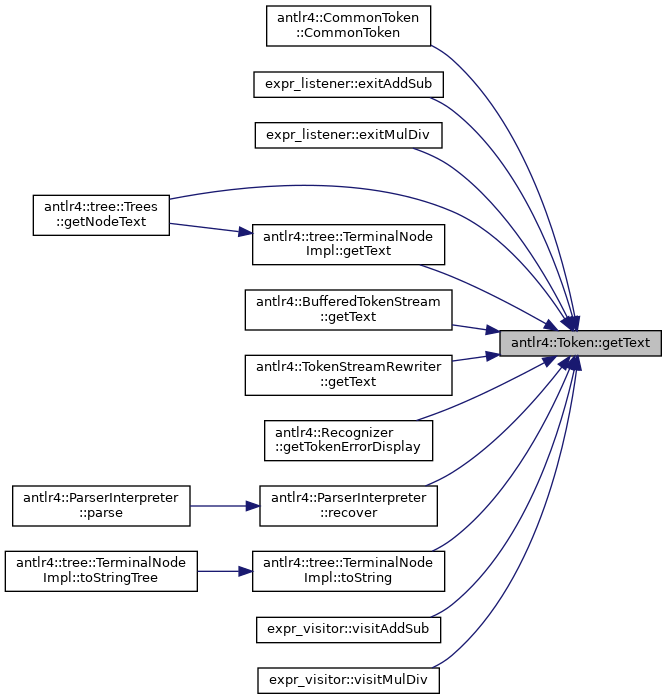 antlr4::CommonToken
::CommonToken
expr_listener::exitAddSub
expr_listener::exitMulDiv
antlr4::tree::Trees
::getNodeText
antlr4::tree::TerminalNode
Impl::getText
antlr4::BufferedTokenStream
::getText
antlr4::Token::getText
antlr4::TokenStreamRewriter
::getText
antlr4::Recognizer
::getTokenErrorDisplay
antlr4::ParserInterpreter
::parse
antlr4::ParserInterpreter
::recover
antlr4::tree::TerminalNode
Impl::toStringTree
antlr4::tree::TerminalNode
Impl::toString
expr_visitor::visitAddSub
expr_visitor::visitMulDiv